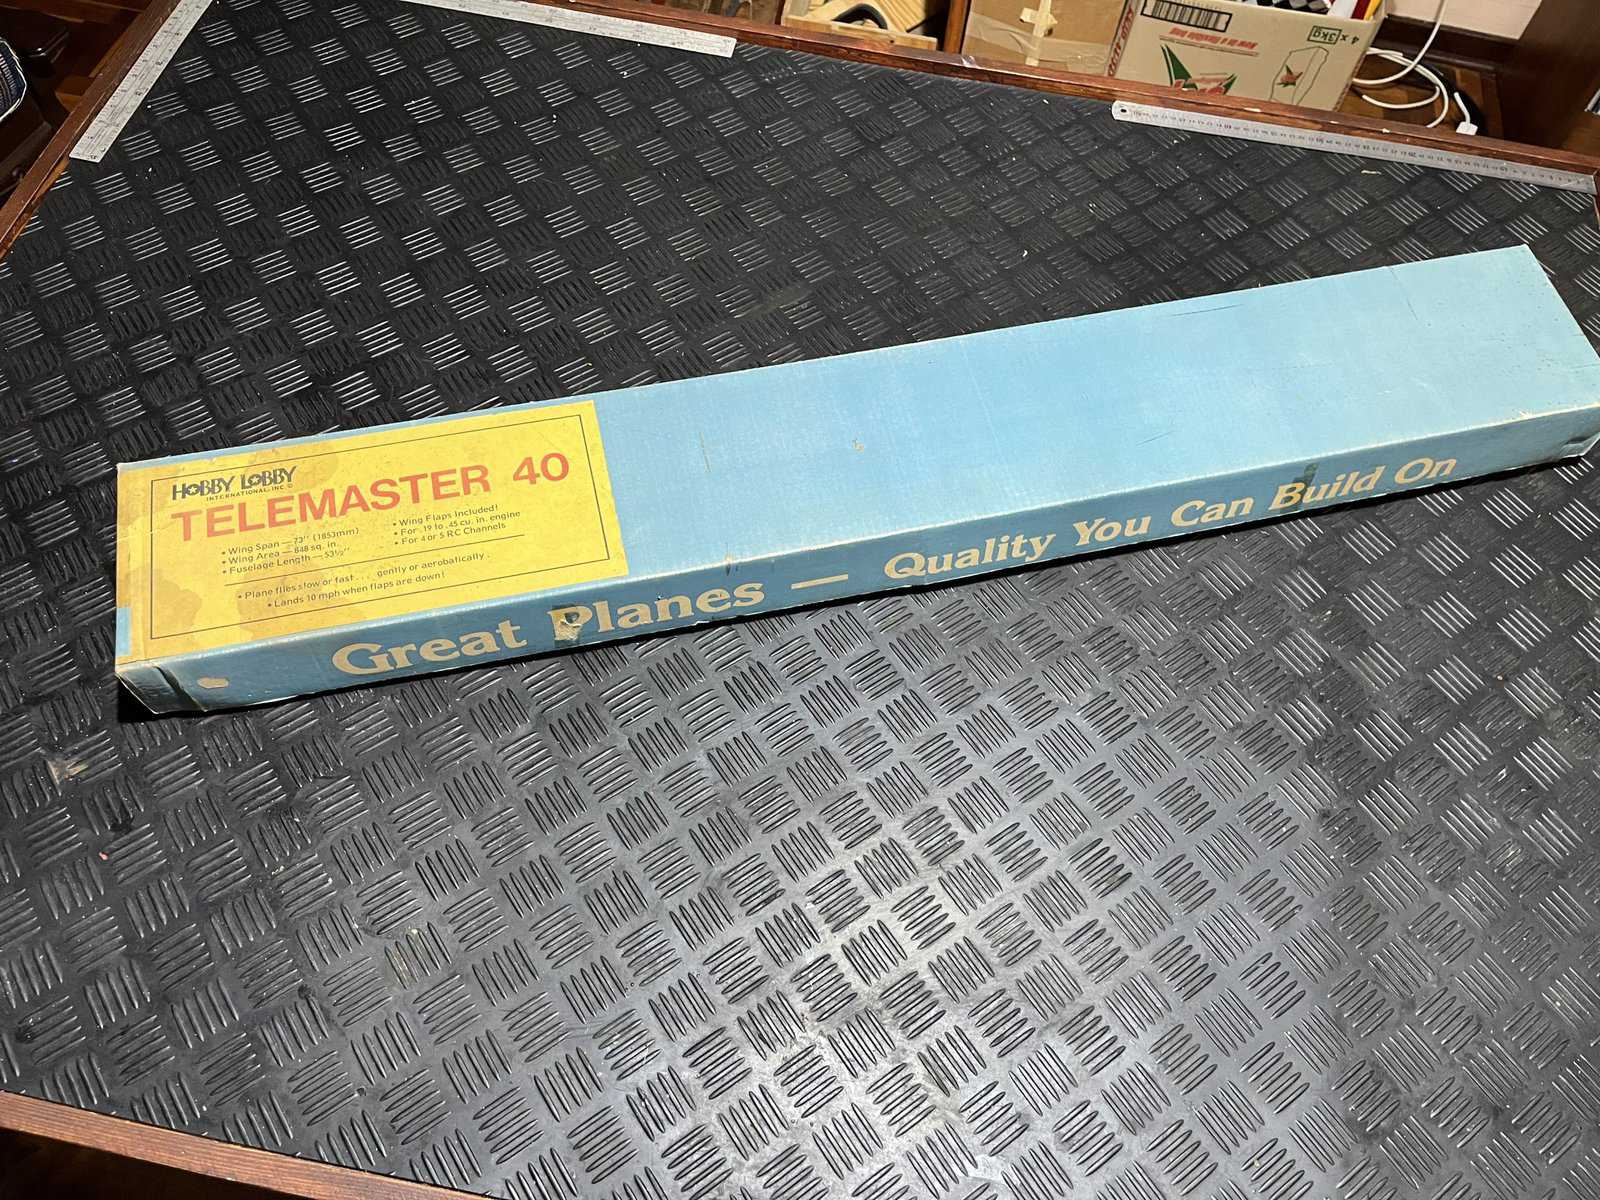 HOBBY LOBBY
INTERNATIONAL, INC ©
TELEMASTER 40
• Wing Span — 73" (1853mm)
• Wing Area — 848 sq. in.
• Fuselage Length — 53½"
• Wing Flaps Included!
• For .19 to .45 cu. in. engine
• For 4 or 5 RC Channels
• Plane flies slow or fast . . . gently or aerobatically.
• Lands 10 mph when flaps are down!
Great Planes — Quality You Can Build On
4 x 3kg